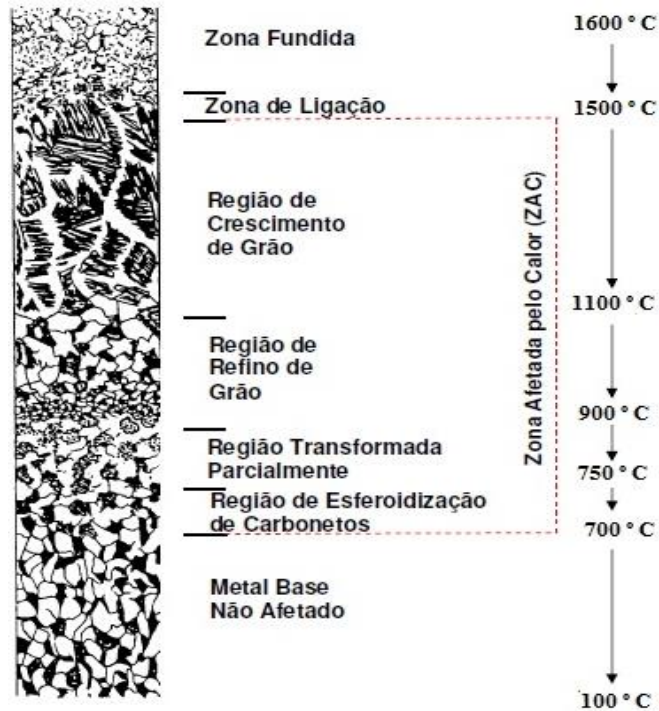 Zona Fundida
Zona de Ligação
Região de
Crescimento
de Grão
Região de
Refino de
Grão
Região Transformada
Parcialmente
Região de Esferoidização
de Carbonetos
Metal Base
Não Afetado
Zona Afetada pelo Calor (ZAC)
1600 ° C
1500 ° C
1100 ° C
900 ° C
750 ° C
700 ° C
100 ° C